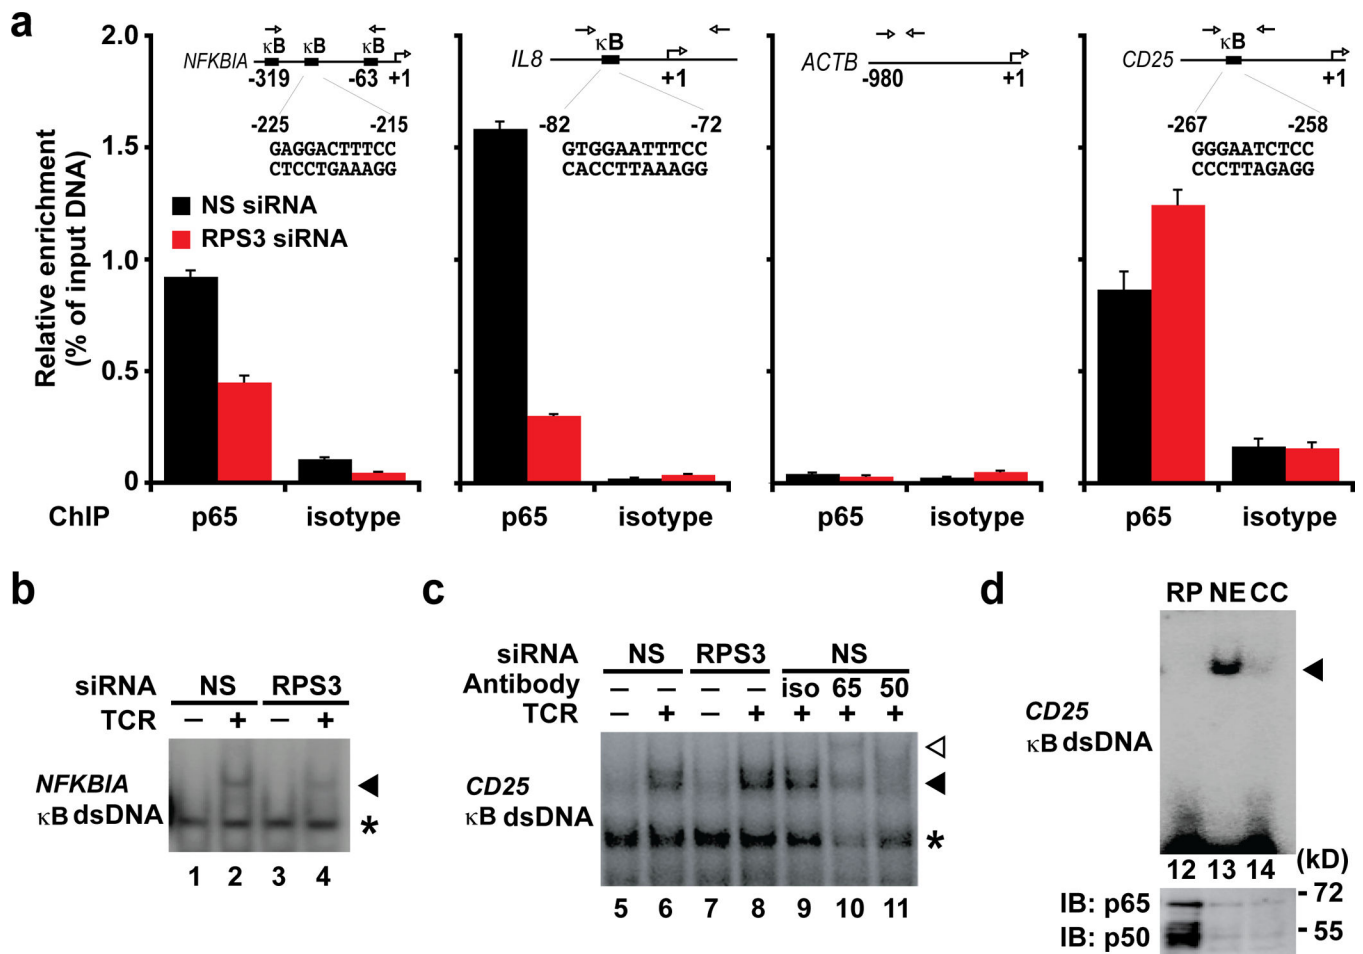 a
2.0
1.5
1.0
0.5
0
Relative enrichment
(% of input DNA)
NFKBIA
κB κB κB
-319 -63 +1
-225 -215
GAGGACTTTCC
CTCCTGAAAGG
NS siRNA
RPS3 siRNA
IL8
κB
+1
-82 -72
GTGGAATTTCC
CACCTTAAAGG
ACTB
-980 +1
CD25
κB
+1
-267 -258
GGGAATCTCC
CCCTTAGAGG
ChIP p65 isotype p65 isotype p65 isotype p65 isotype
b
siRNA NS RPS3
TCR – + – +
NFKBIA
κB dsDNA
*
1 2 3 4
c
siRNA NS RPS3 NS
Antibody – – – – iso 65 50
TCR – + – + + + +
CD25
κB dsDNA
*
5 6 7 8 9 10 11
d
RP NE CC
CD25
κB dsDNA
12 13 14 (kD)
IB: p65 - 72
IB: p50 - 55